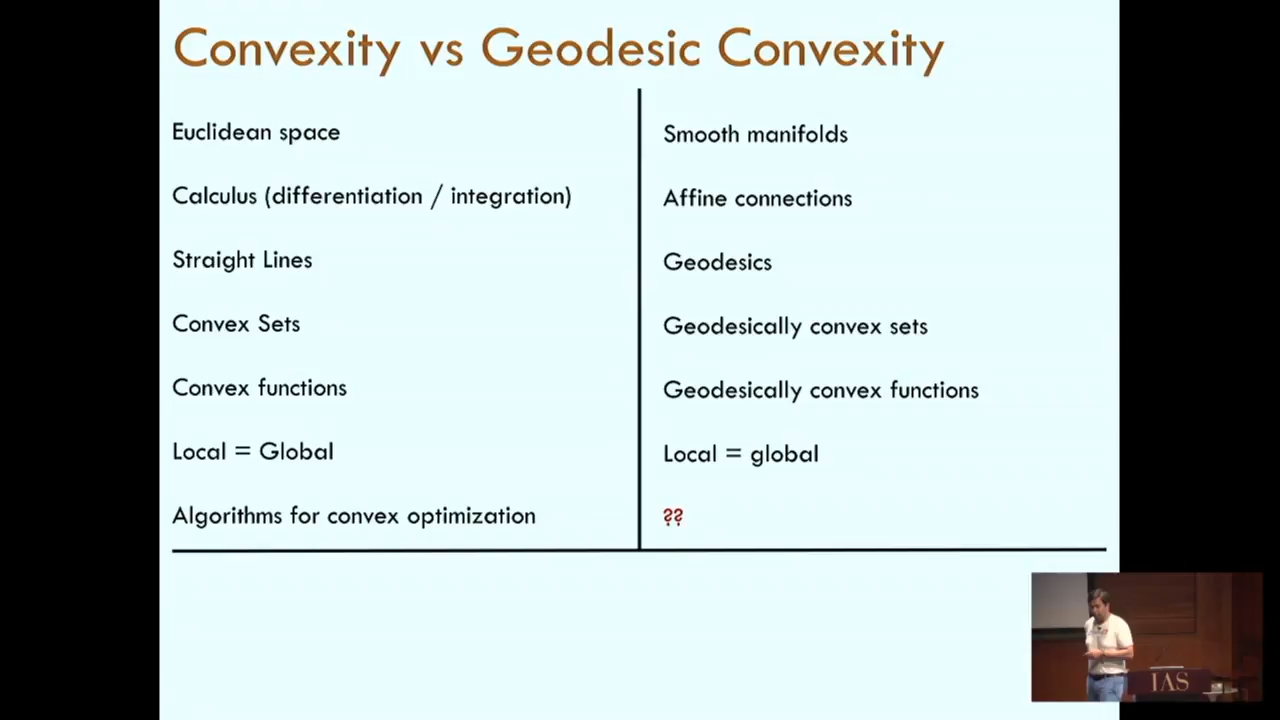 Convexity vs Geodesic Convexity
Euclidean space
Smooth manifolds
Calculus (differentiation / integration)
Affine connections
Straight Lines
Geodesics
Convex Sets
Geodesically convex sets
Convex functions
Geodesically convex functions
Local = Global
Local = global
Algorithms for convex optimization
??
IAS